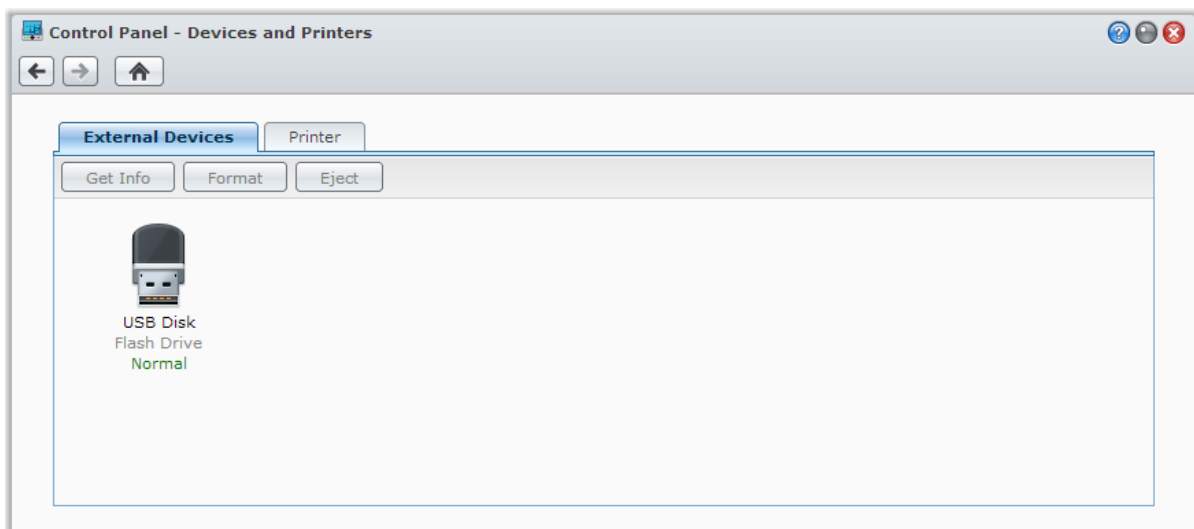 Control Panel - Devices and Printers
External Devices Printer
Get Info Format Eject
USB Disk
Flash Drive
Normal